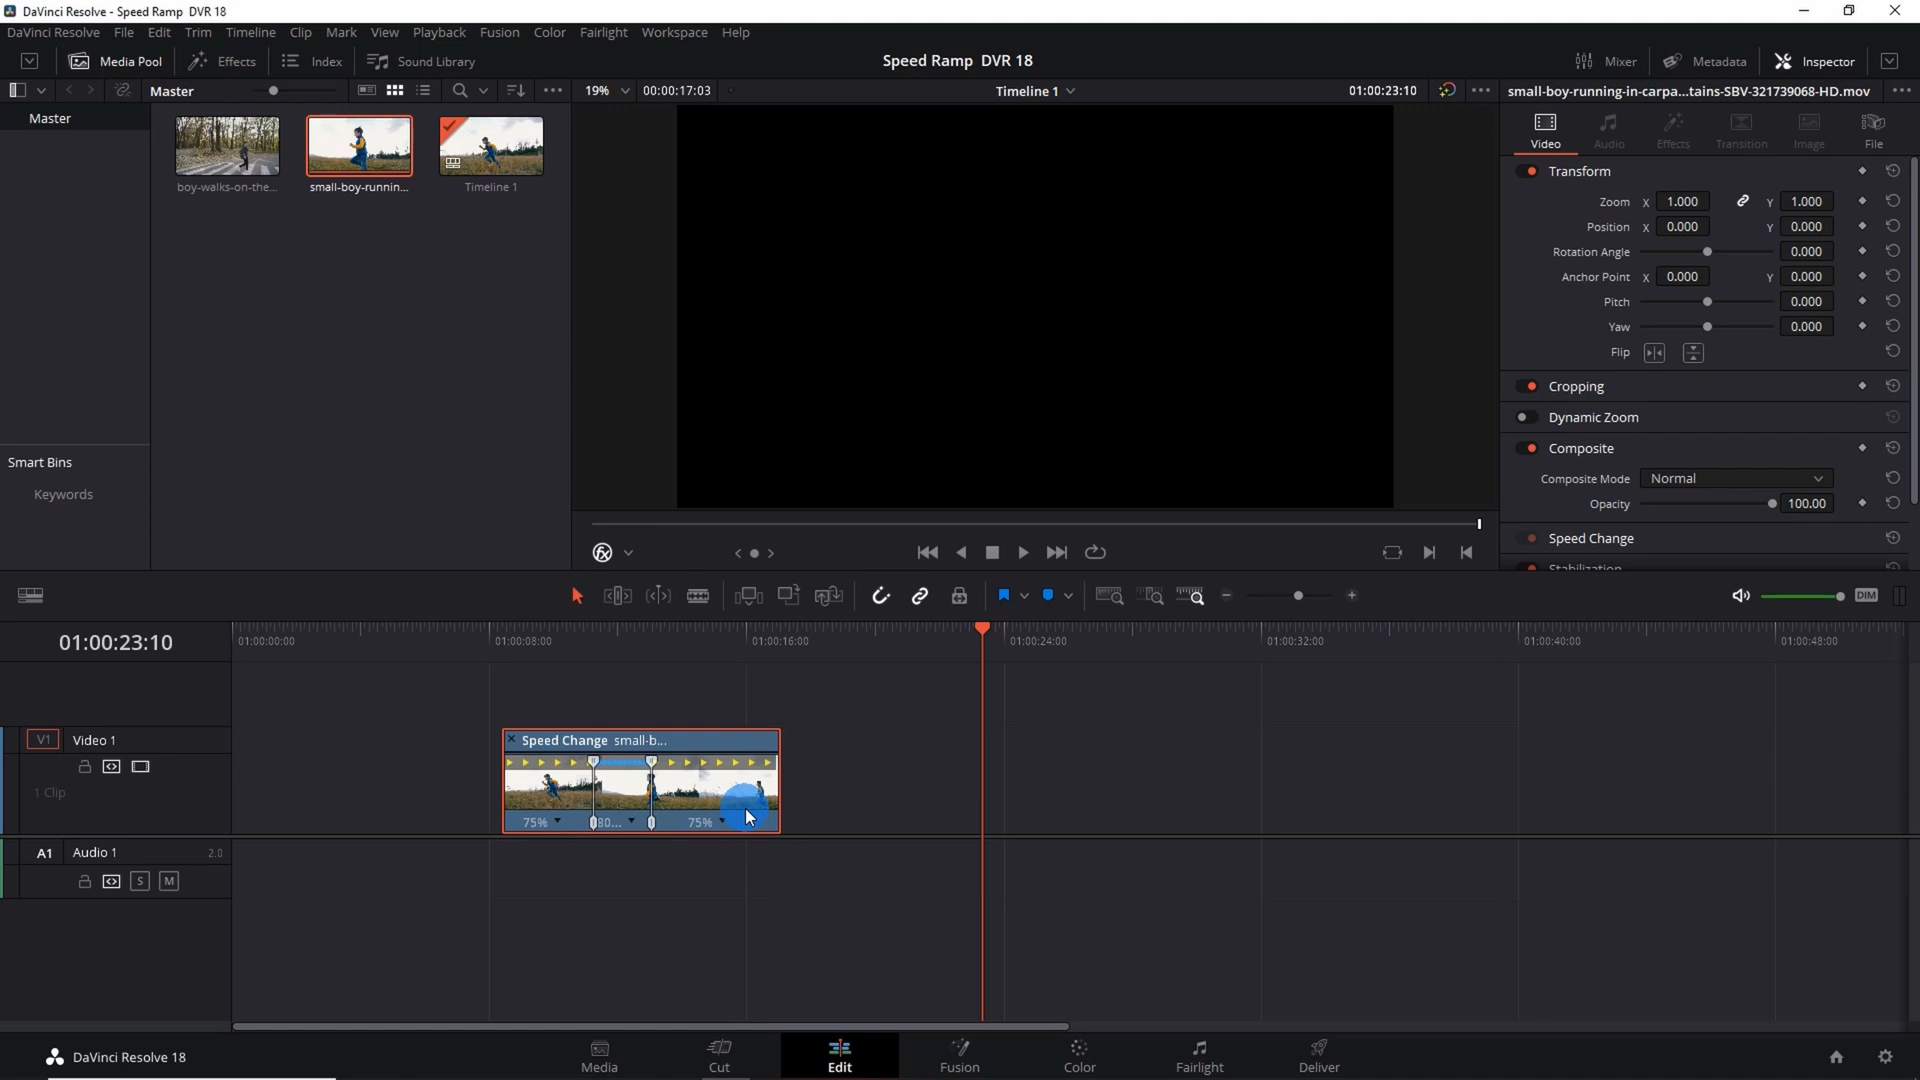 DaVinci Resolve - Speed Ramp DVR 18
DaVinci Resolve File Edit Trim Timeline Clip Mark View Playback Fusion Color Fairlight Workspace Help
Media Pool Effects Index Sound Library Speed Ramp DVR 18 Mixer Metadata Inspector
Master 19% 00:00:17:03 Timeline 1 01:00:23:10 small-boy-running-in-carpa...tains-SBV-321739068-HD.mov
Master
boy-walks-on-the... small-boy-runnin... Timeline 1
Video Audio Effects Transition Image File
Transform
Zoom X 1.000 Y 1.000
Position X 0.000 Y 0.000
Rotation Angle 0.000
Anchor Point X 0.000 Y 0.000
Pitch 0.000
Yaw 0.000
Flip
Cropping
Dynamic Zoom
Composite
Composite Mode Normal
Opacity 100.00
Speed Change
Stabilization
Smart Bins
Keywords
DIM
01:00:23:10 01:00:00:00 01:00:08:00 01:00:16:00 01:00:24:00 01:00:32:00 01:00:40:00 01:00:48:00
V1 Video 1
1 Clip
Speed Change small-b...
75% 80... 75%
A1 Audio 1 2.0
S M
DaVinci Resolve 18 Media Cut Edit Fusion Color Fairlight Deliver